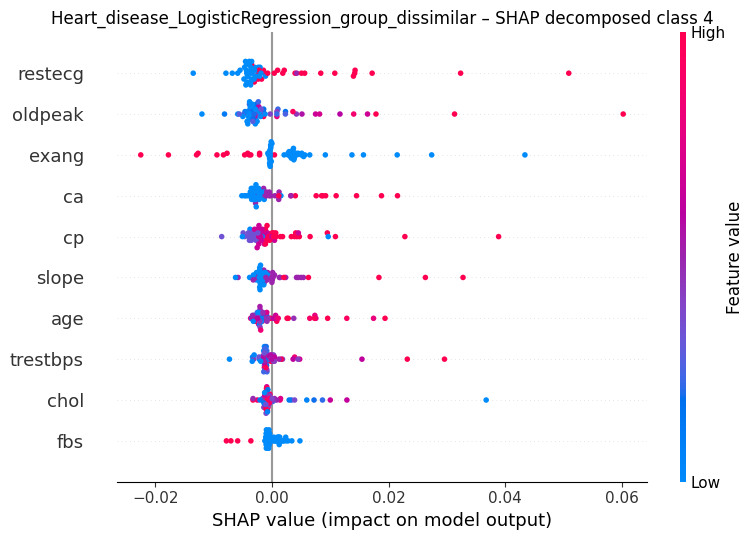 Heart_disease_LogisticRegression_group_dissimilar – SHAP decomposed class 4
High
restecg
oldpeak
exang
ca
cp
slope
age
trestbps
chol
fbs
Feature value
Low
−0.02 0.00 0.02 0.04 0.06
SHAP value (impact on model output)